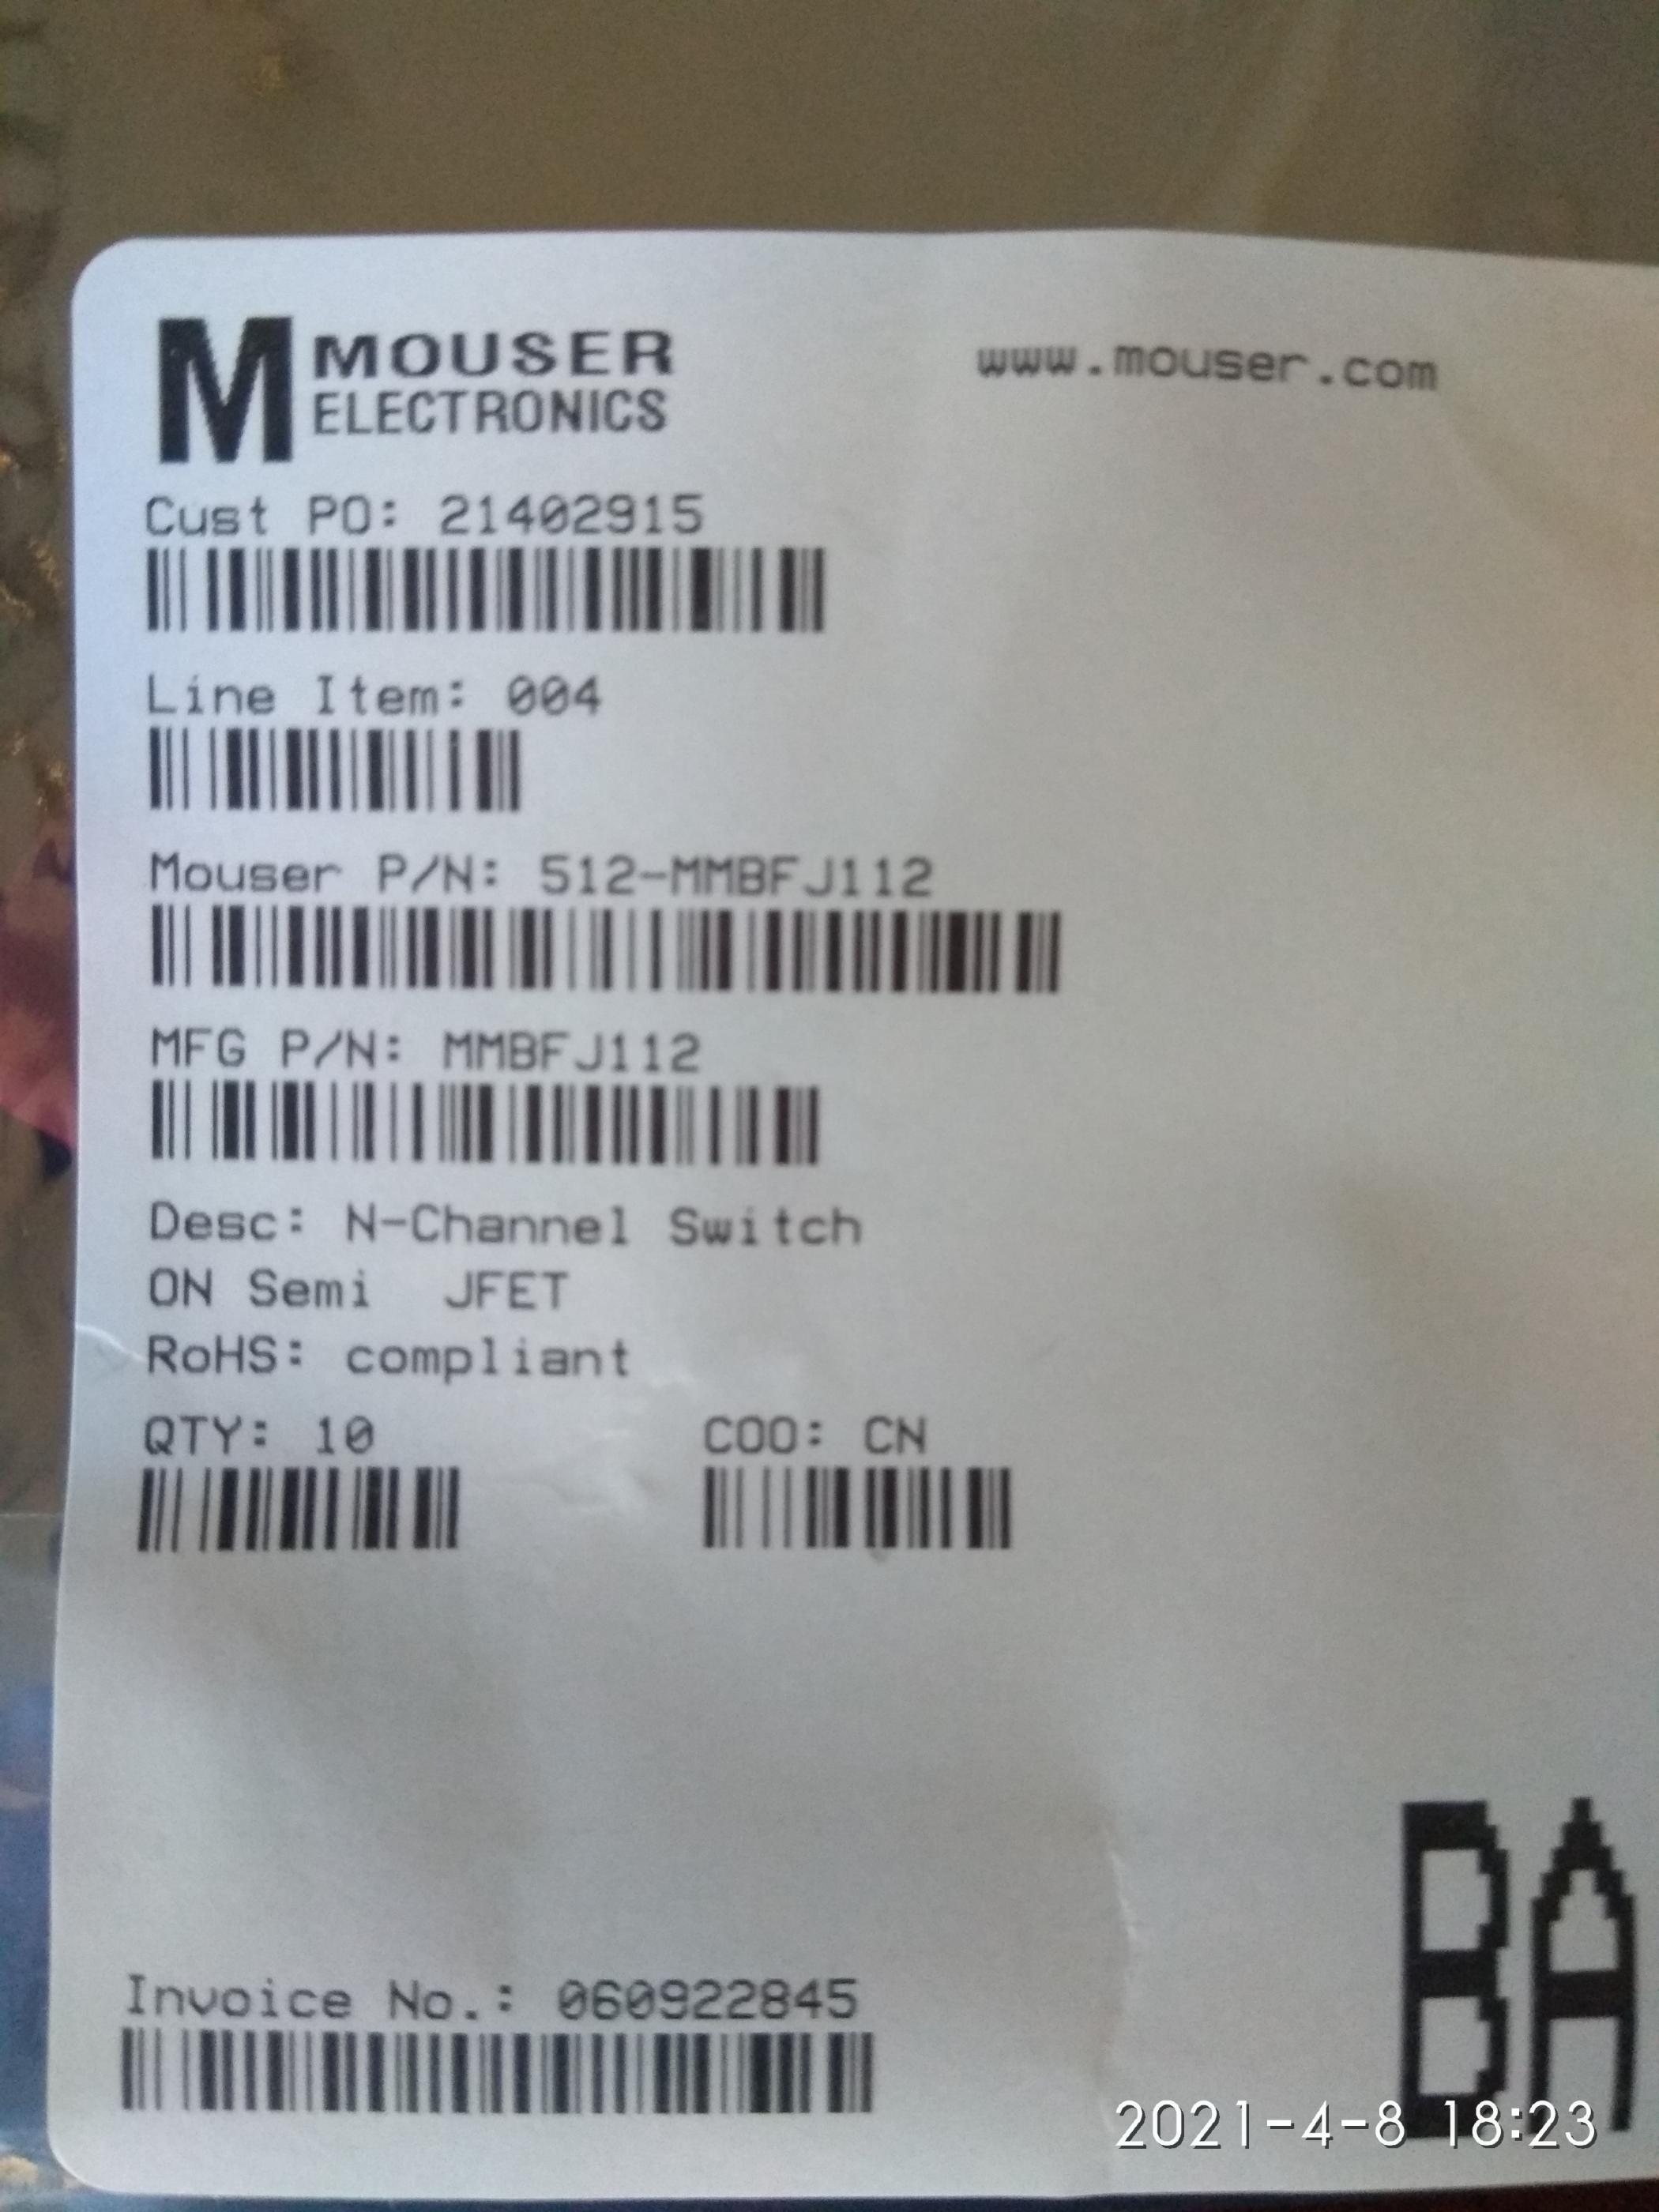 M MOUSER
ELECTRONICS
www.mouser.com
Cust PO: 21402915
Line Item: 004
Mouser P/N: 512-MMBFJ112
MFG P/N: MMBFJ112
Desc: N-Channel Switch
ON Semi JFET
RoHS: compliant
QTY: 10 COO: CN
BA
Invoice No.: 060922845
2021-4-8 18:23